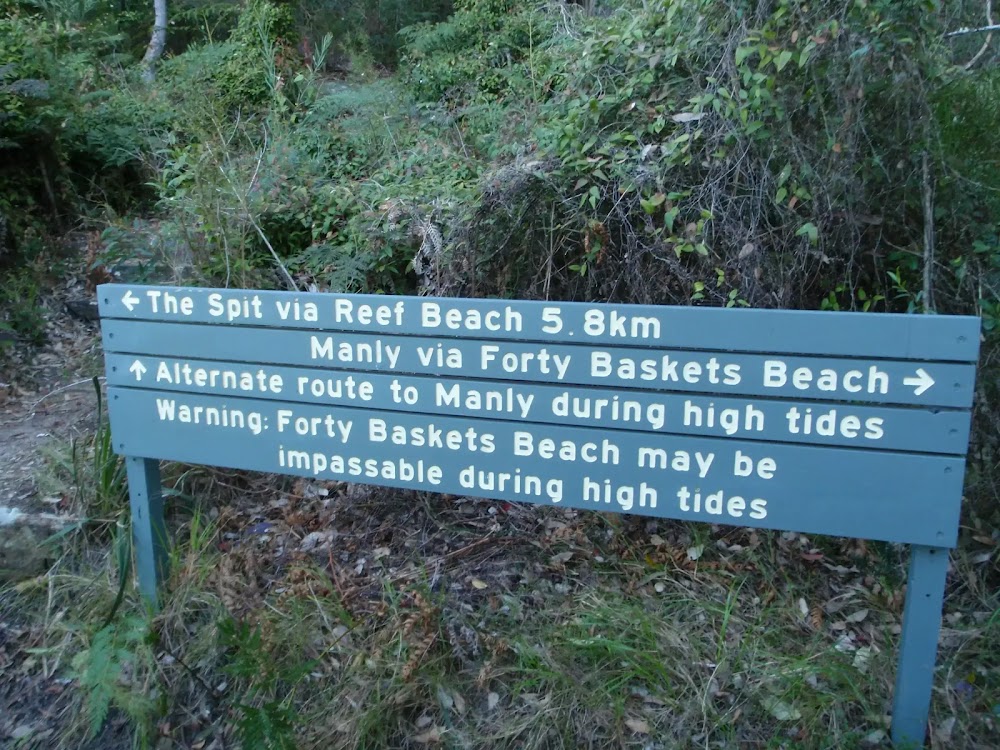 ← The Spit via Reef Beach 5.8km
Manly via Forty Baskets Beach →
↑ Alternate route to Manly during high tides
Warning: Forty Baskets Beach may be
impassable during high tides